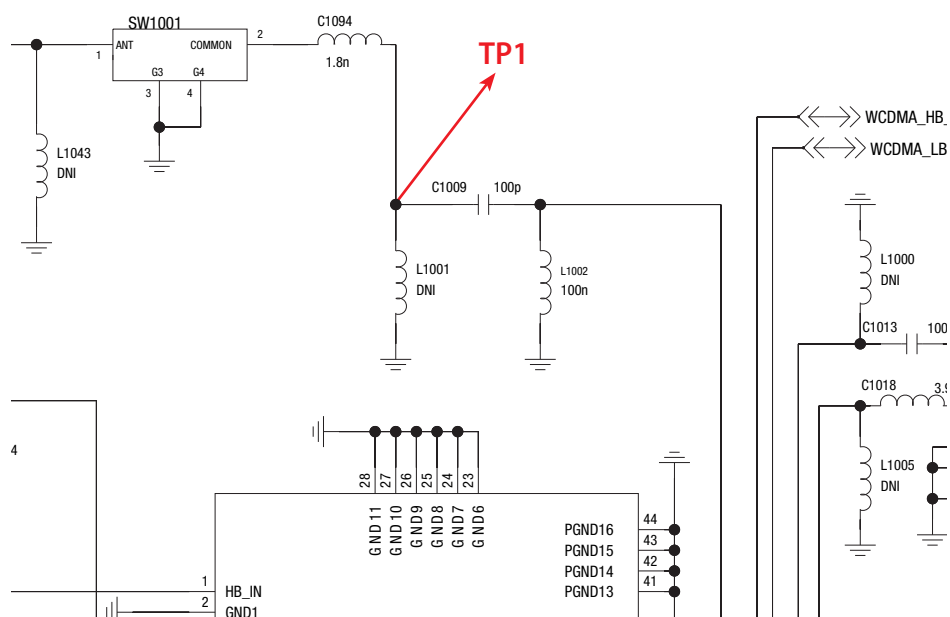 SW1001
C1094
1
ANT
COMMON
2
1.8n
G3
G4
3
4
TP1
WCDMA_HB_
WCDMA_LB
L1043
DNI
C1009
100p
L1001
DNI
L1002
100n
L1000
DNI
C1013
100
C1018
3.9
L1005
DNI
4
28
27
26
25
24
23
GND11
GND10
GND9
GND8
GND7
GND6
PGND16
44
PGND15
43
PGND14
42
PGND13
41
1
HB_IN
2
GND1